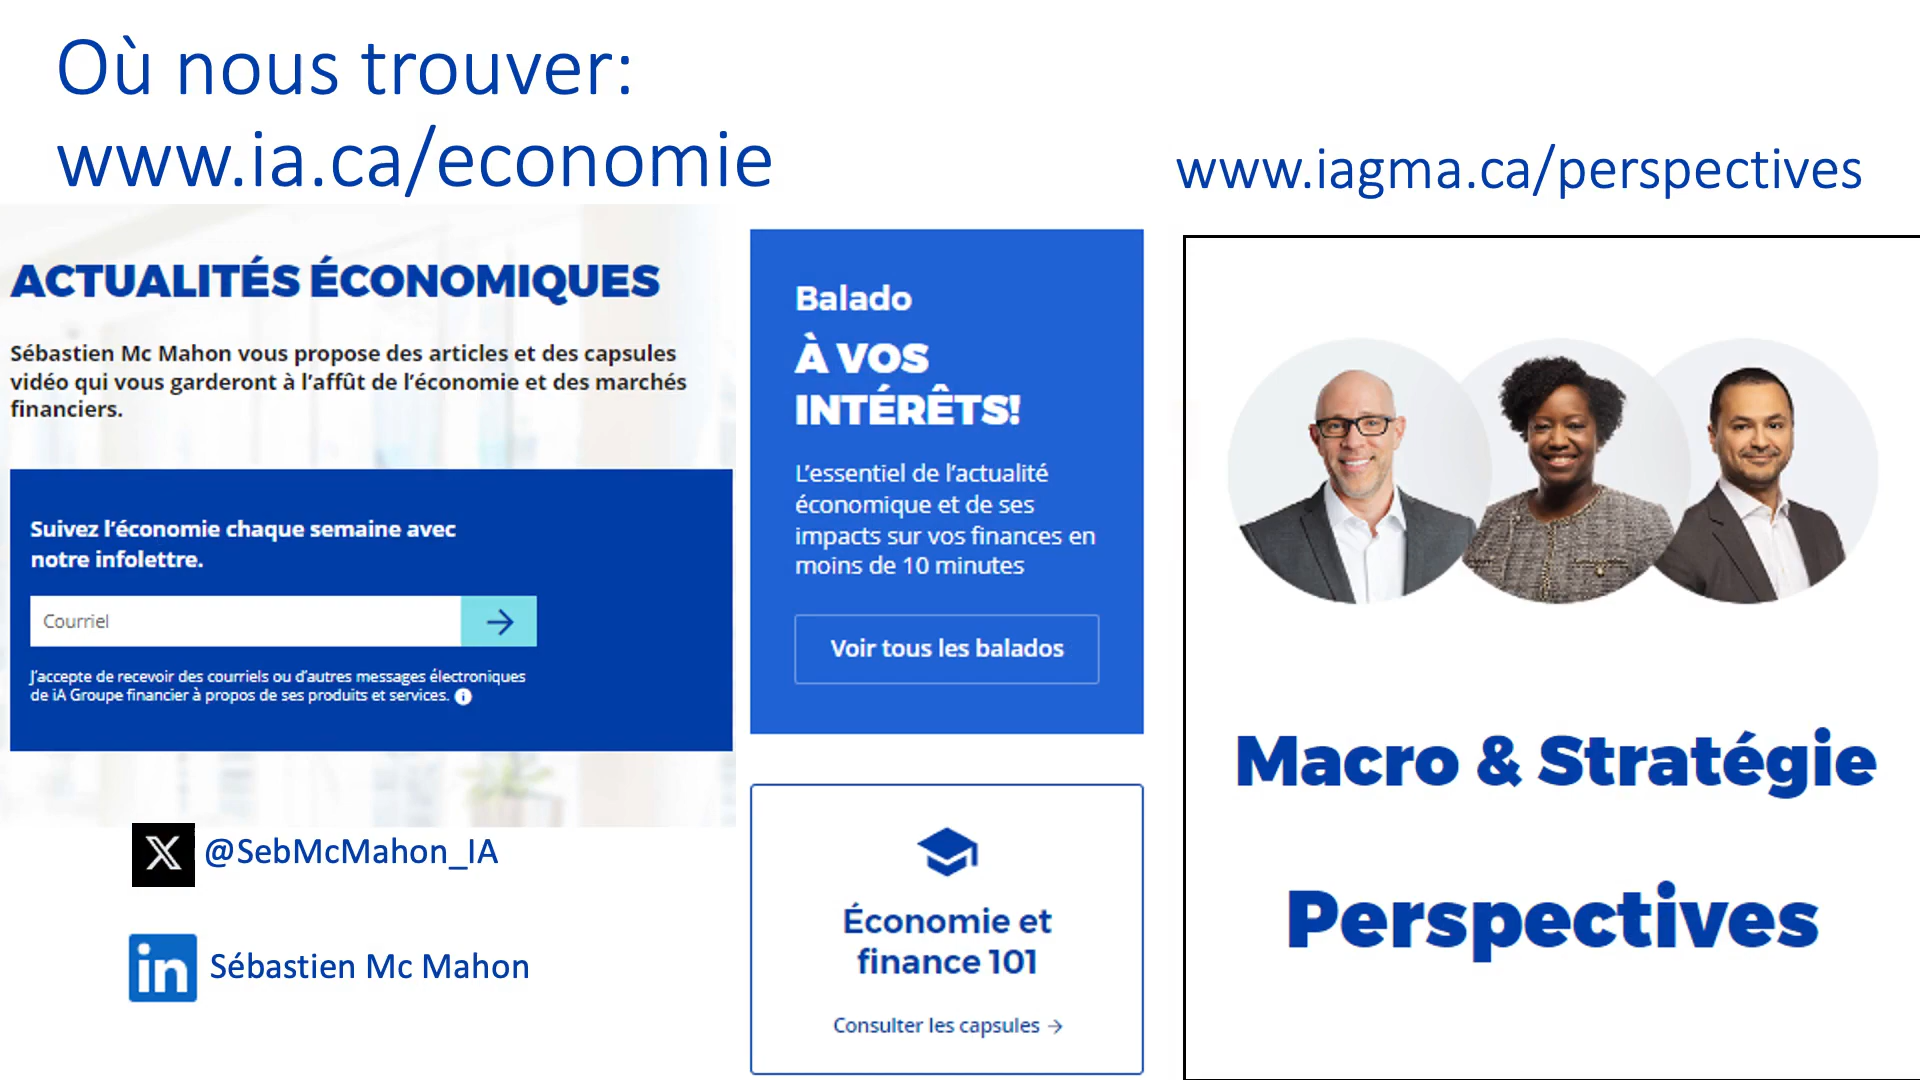 Où nous trouver:
www.ia.ca/economie
www.iagma.ca/perspectives
ACTUALITÉS ÉCONOMIQUES
Sébastien Mc Mahon vous propose des articles et des capsules
vidéo qui vous garderont à l'affût de l'économie et des marchés
financiers.
Suivez l'économie chaque semaine avec
notre infolettre.
Courriel
J'accepte de recevoir des courriels ou d'autres messages électroniques
de iA Groupe financier à propos de ses produits et services.
@SebMcMahon_IA
in
Sébastien Mc Mahon
Balado
À VOS
INTÉRÊTS!
L'essentiel de l'actualité
économique et de ses
impacts sur vos finances en
moins de 10 minutes
Voir tous les balados
Économie et
finance 101
Consulter les capsules →
Macro & Stratégie
Perspectives